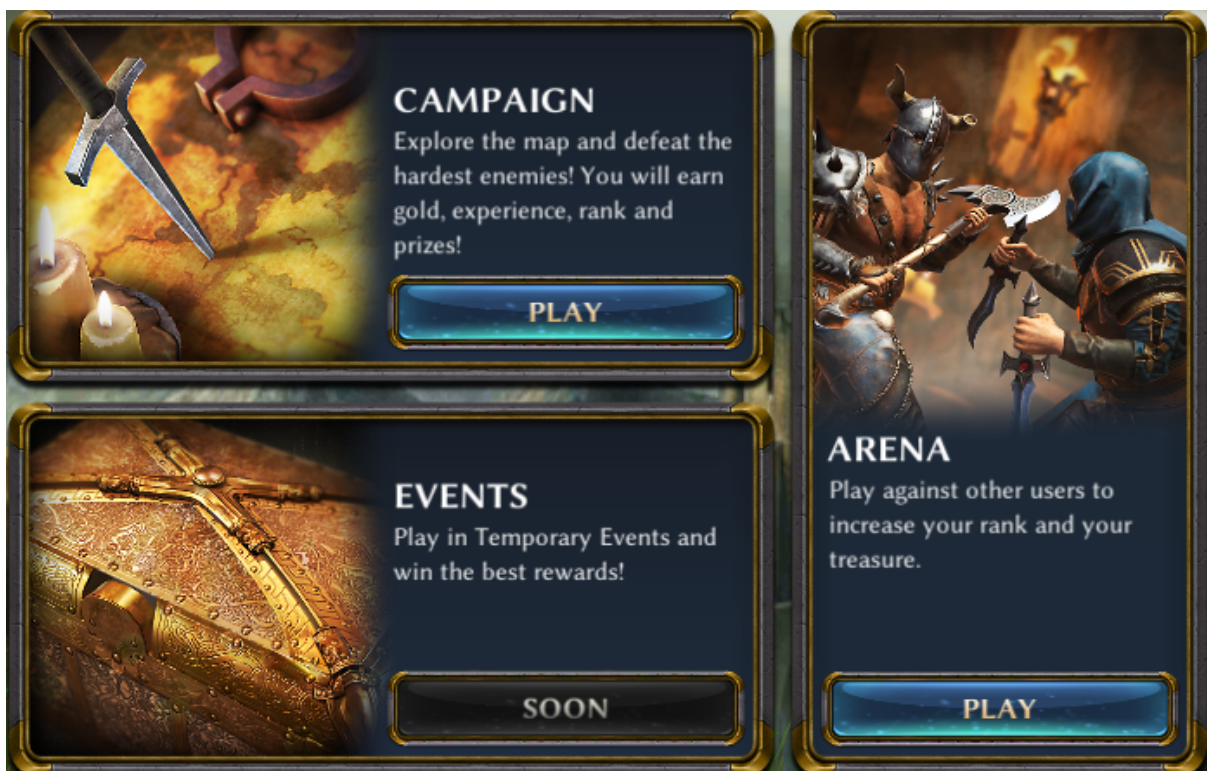 CAMPAIGN
Explore the map and defeat the
hardest enemies! You will earn
gold, experience, rank and
prizes!
PLAY
EVENTS
Play in Temporary Events and
win the best rewards!
SOON
ARENA
Play against other users to
increase your rank and your
treasure.
PLAY